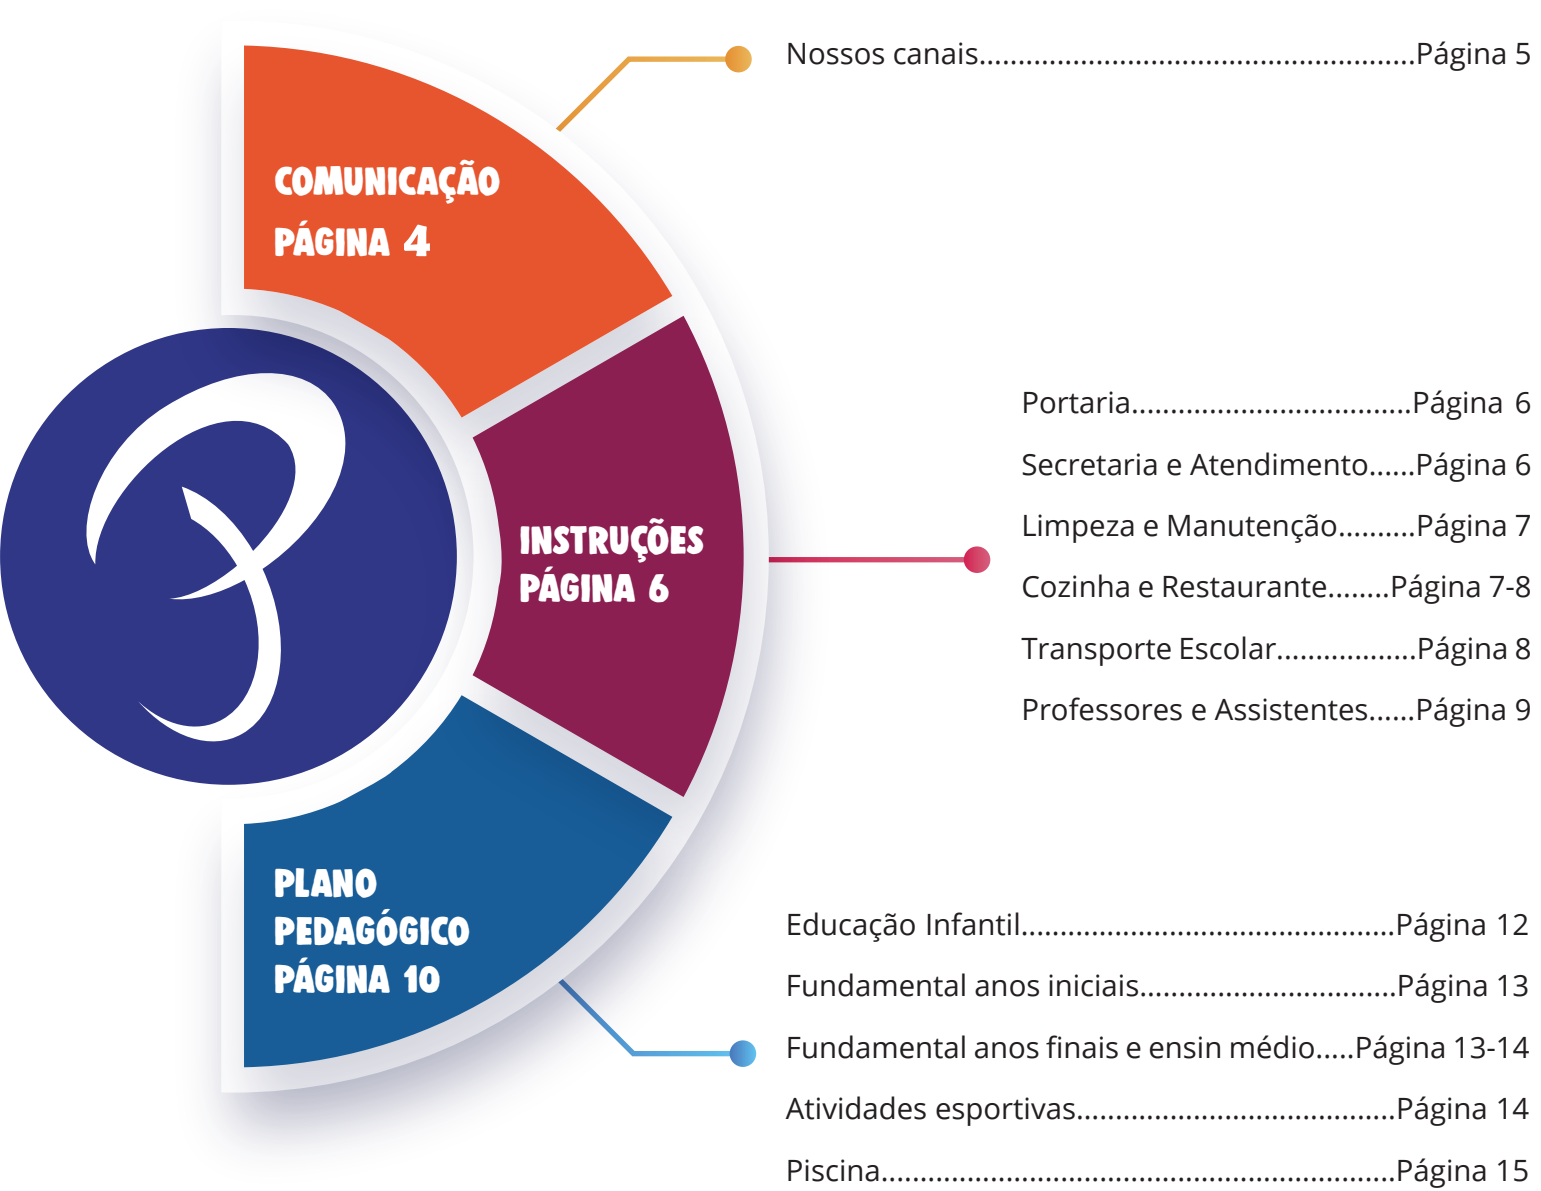 COMUNICAÇÃO
PÁGINA 4
Nossos canais........................................................Página 5
INSTRUÇÕES
PÁGINA 6
Portaria....................................Página 6
Secretaria e Atendimento......Página 6
Limpeza e Manutenção..........Página 7
Cozinha e Restaurante........Página 7-8
Transporte Escolar..................Página 8
Professores e Assistentes......Página 9
PLANO
PEDAGÓGICO
PÁGINA 10
Educação Infantil................................................Página 12
Fundamental anos iniciais.................................Página 13
Fundamental anos finais e ensin médio.....Página 13-14
Atividades esportivas.........................................Página 14
Piscina..................................................................Página 15